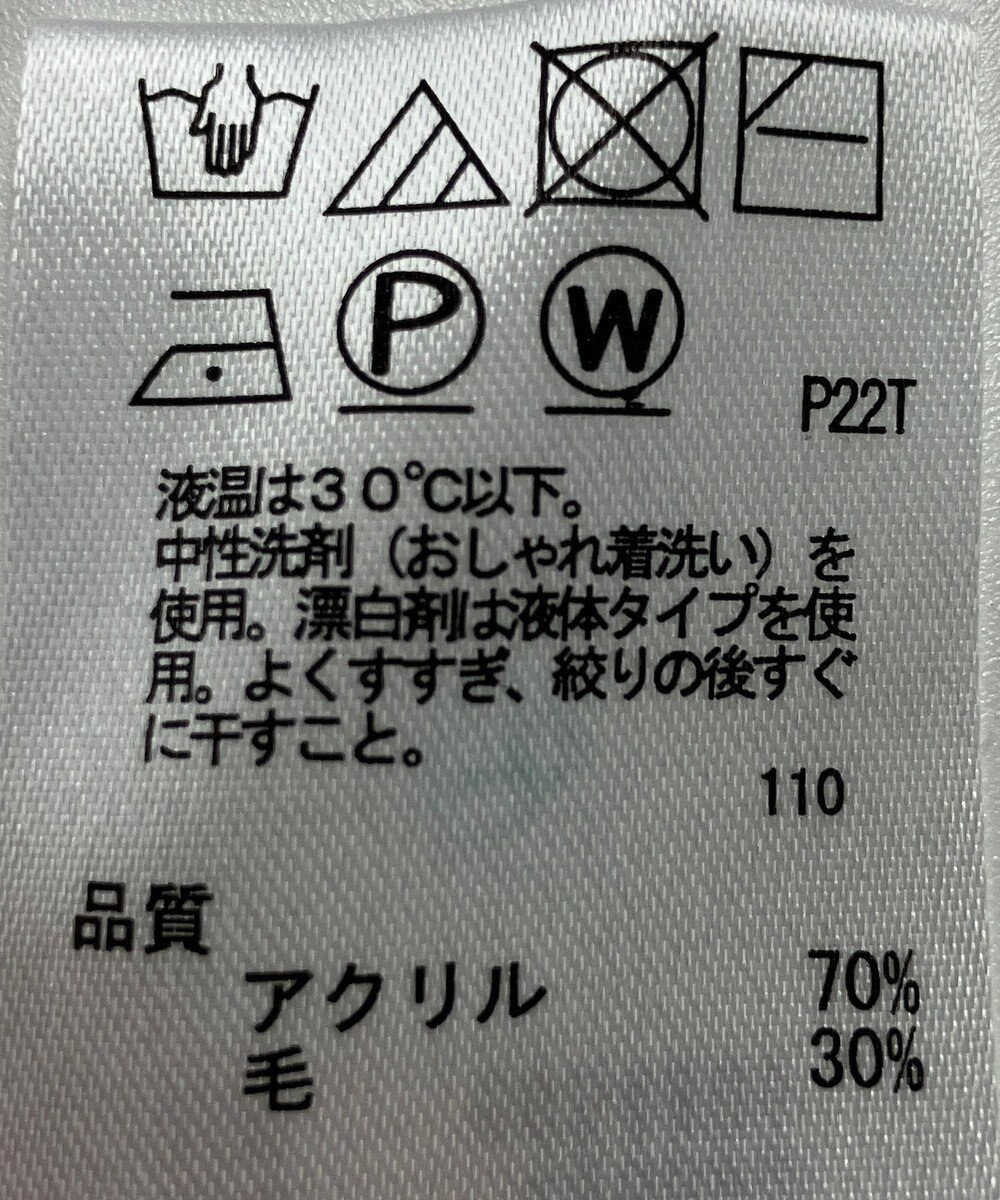 P
W
P22T
液温は30℃以下。
中性洗剤（おしゃれ着洗い）を
使用。漂白剤は液体タイプを使
用。よくすすぎ、絞りの後すぐ
に干すこと。
110
品質
アクリル 70%
毛 30%